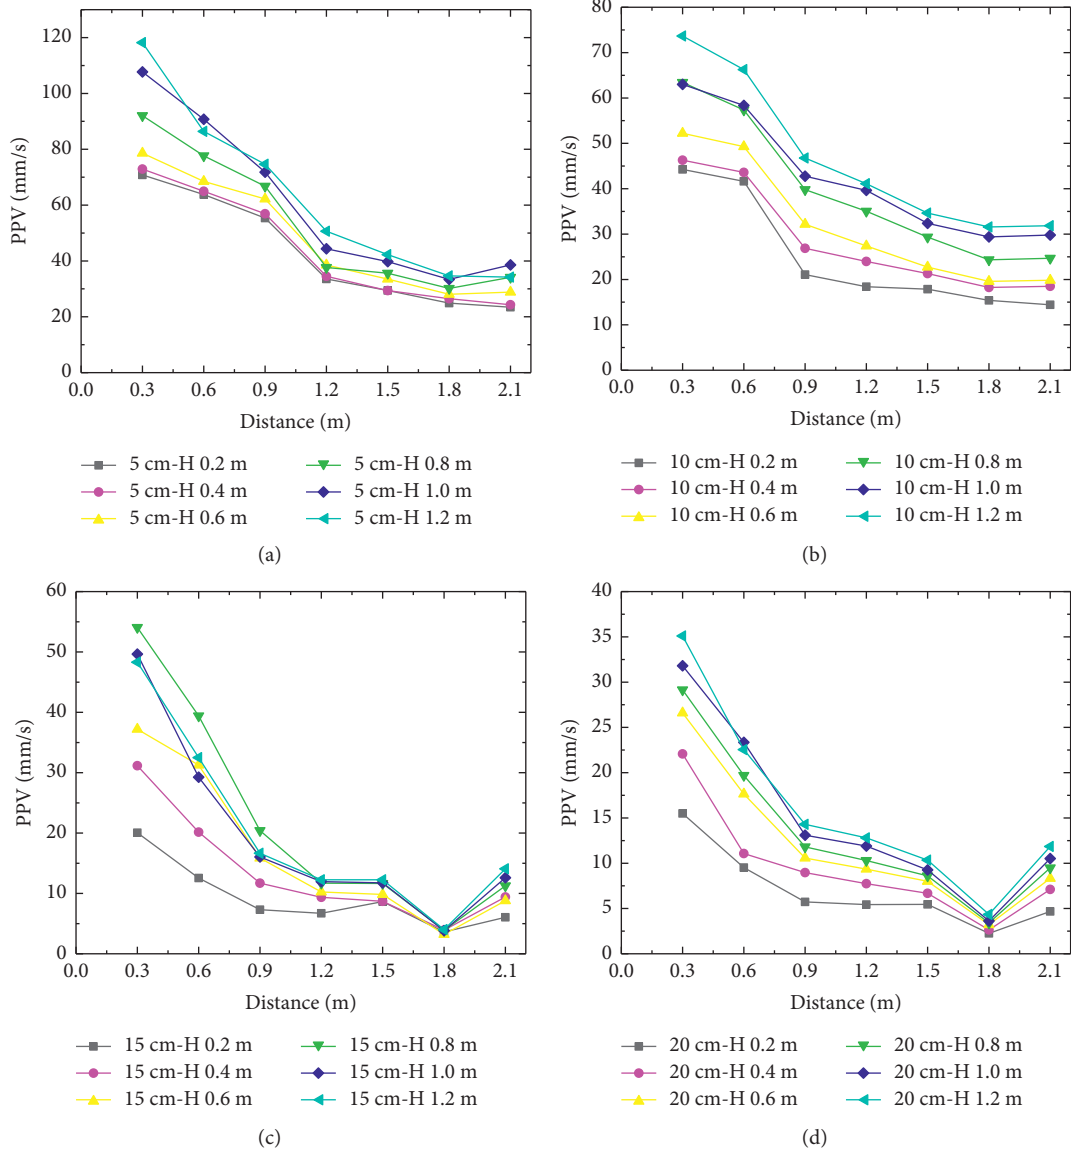 PPV (mm/s)
120
100
80
60
40
20
0
0.0 0.3 0.6 0.9 1.2 1.5 1.8 2.1
Distance (m)
5 cm-H 0.2 m 5 cm-H 0.8 m
5 cm-H 0.4 m 5 cm-H 1.0 m
5 cm-H 0.6 m 5 cm-H 1.2 m
(a)
PPV (mm/s)
80
70
60
50
40
30
20
10
0
0.0 0.3 0.6 0.9 1.2 1.5 1.8 2.1
Distance (m)
10 cm-H 0.2 m 10 cm-H 0.8 m
10 cm-H 0.4 m 10 cm-H 1.0 m
10 cm-H 0.6 m 10 cm-H 1.2 m
(b)
PPV (mm/s)
60
50
40
30
20
10
0
0.0 0.3 0.6 0.9 1.2 1.5 1.8 2.1
Distance (m)
15 cm-H 0.2 m 15 cm-H 0.8 m
15 cm-H 0.4 m 15 cm-H 1.0 m
15 cm-H 0.6 m 15 cm-H 1.2 m
(c)
PPV (mm/s)
40
35
30
25
20
15
10
5
0
0.0 0.3 0.6 0.9 1.2 1.5 1.8 2.1
Distance (m)
20 cm-H 0.2 m 20 cm-H 0.8 m
20 cm-H 0.4 m 20 cm-H 1.0 m
20 cm-H 0.6 m 20 cm-H 1.2 m
(d)